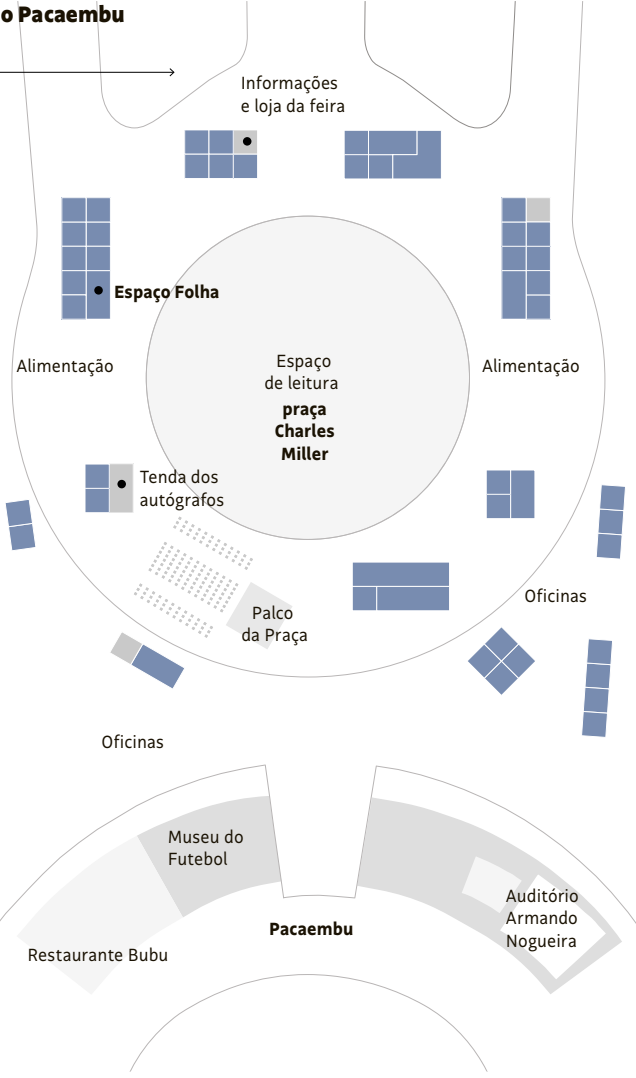 o Pacaembu
Informações
e loja da feira
Espaço Folha
Alimentação
Espaço
de leitura
praça
Charles
Miller
Alimentação
Tenda dos
autógrafos
Palco
da Praça
Oficinas
Oficinas
Museu do
Futebol
Restaurante Bubu
Pacaembu
Auditório
Armando
Nogueira